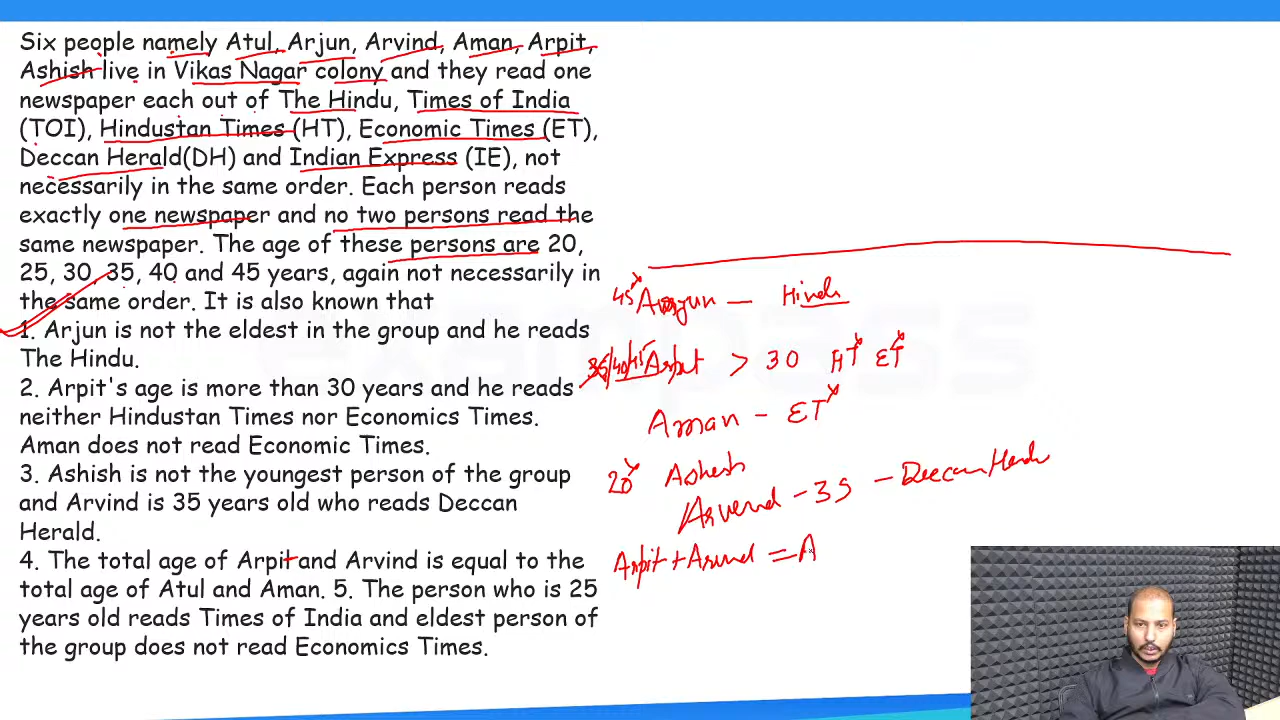 Six people namely Atul, Arjun, Arvind, Aman, Arpit,
Ashish live in Vikas Nagar colony and they read one
newspaper each out of The Hindu, Times of India
(TOI), Hindustan Times (HT), Economic Times (ET),
Deccan Herald(DH) and Indian Express (IE), not
necessarily in the same order. Each person reads
exactly one newspaper and no two persons read the
same newspaper. The age of these persons are 20,
25, 30, 35, 40 and 45 years, again not necessarily in
the same order. It is also known that
1. Arjun is not the eldest in the group and he reads
The Hindu.
2. Arpit's age is more than 30 years and he reads
neither Hindustan Times nor Economics Times.
Aman does not read Economic Times.
3. Ashish is not the youngest person of the group
and Arvind is 35 years old who reads Deccan
Herald.
4. The total age of Arpit and Arvind is equal to the
total age of Atul and Aman. 5. The person who is 25
years old reads Times of India and eldest person of
the group does not read Economics Times.
45x Arjun — Hindu
35/40/45 Arpit > 30 HTx ETx
Aman - ETx
20x Ashish
Arvind - 35 - Deccan Herald
Arpit + Arvind = A
exampass